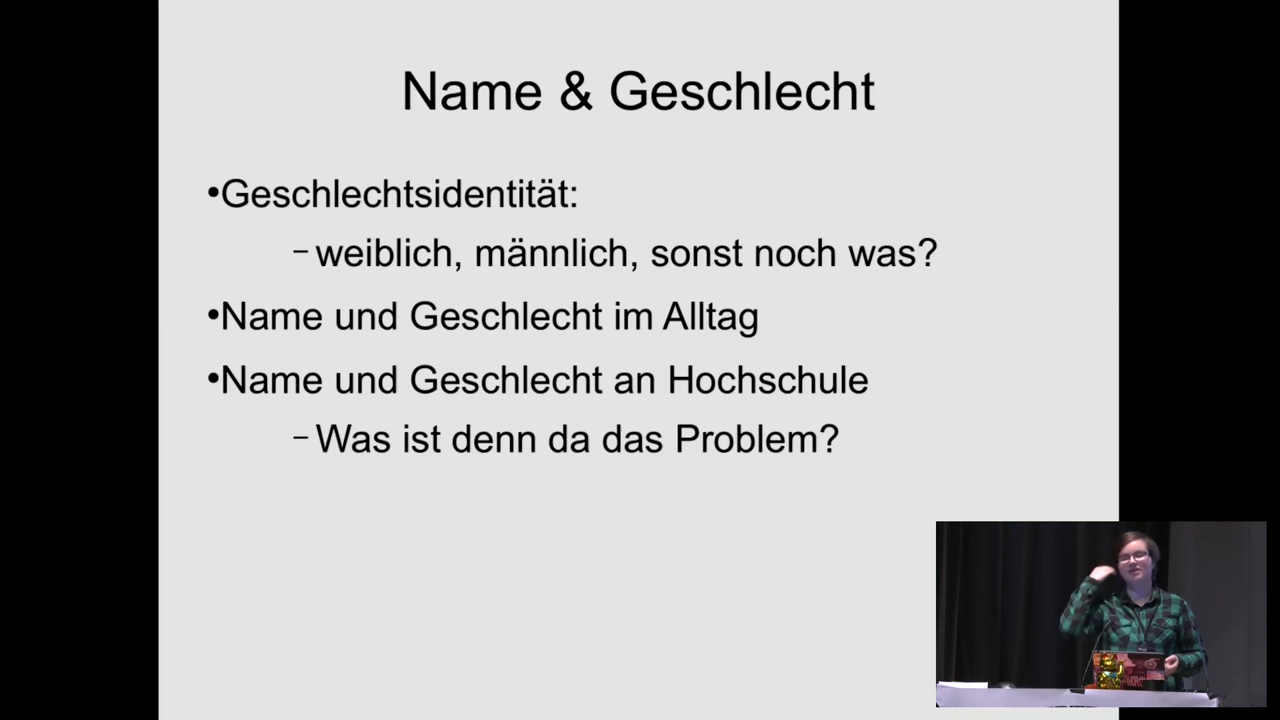 Name & Geschlecht
•Geschlechtsidentität:
– weiblich, männlich, sonst noch was?
•Name und Geschlecht im Alltag
•Name und Geschlecht an Hochschule
– Was ist denn da das Problem?